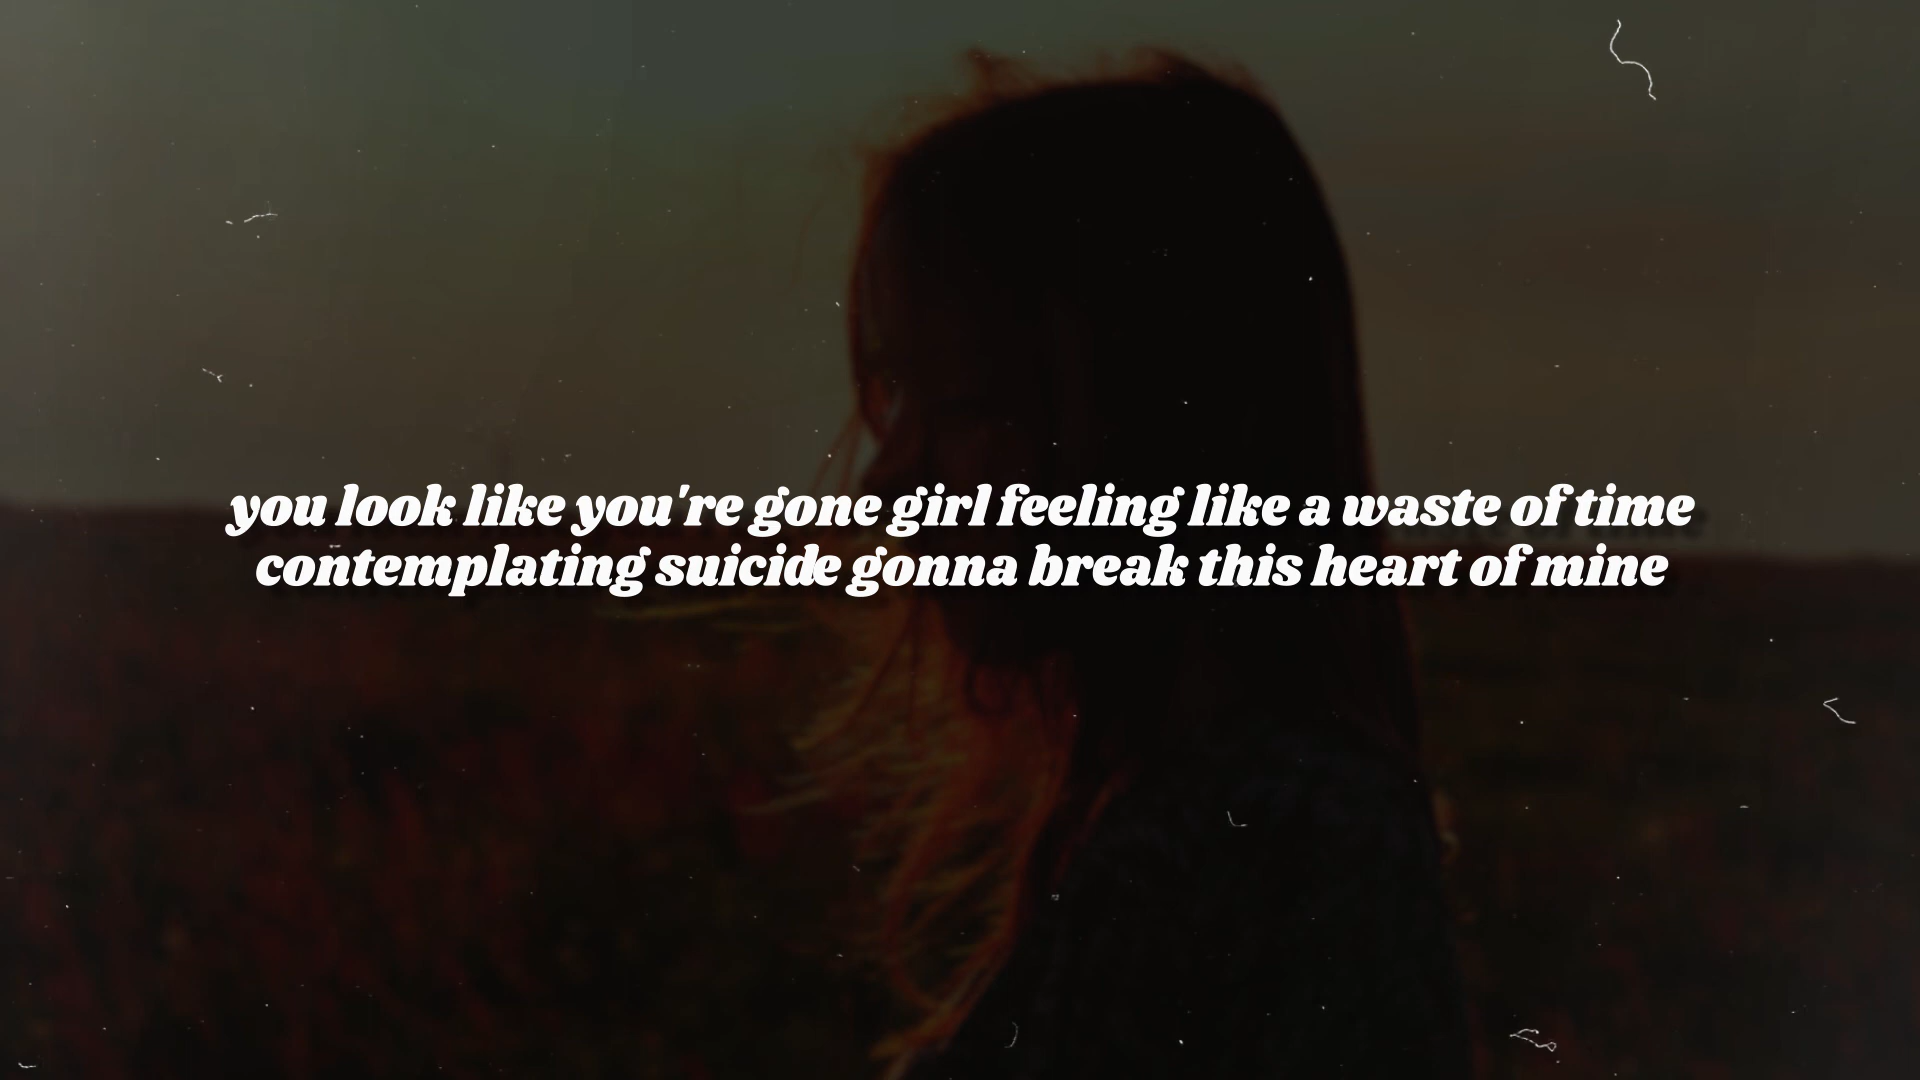 you look like you're gone girl feeling like a waste of time
contemplating suicide gonna break this heart of mine